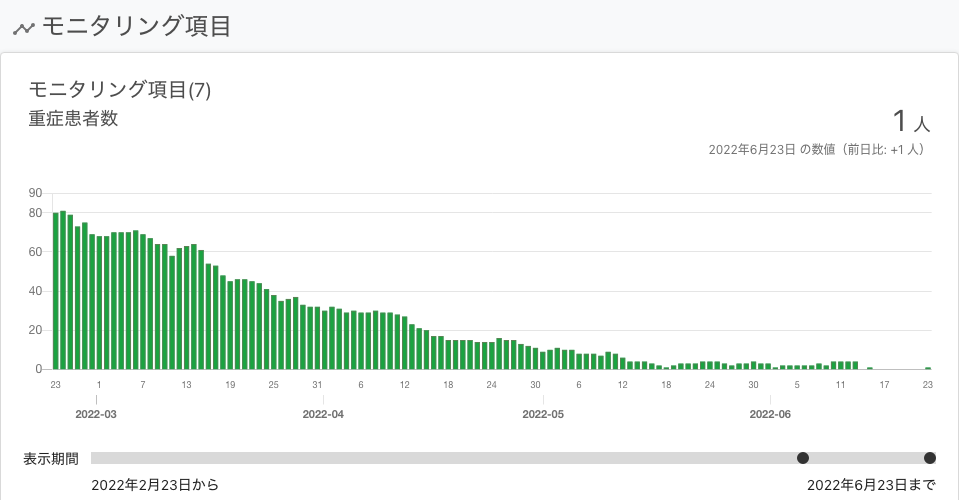 モニタリング項目
モニタリング項目(7)
重症患者数
1 人
2022年6月23日 の数値（前日比: +1 人）
90
80
60
40
20
0
23 1 7 13 19 25 31 6 12 18 24 30 6 12 18 24 30 5 11 17 23
2022-03 2022-04 2022-05 2022-06
表示期間
2022年2月23日から 2022年6月23日まで